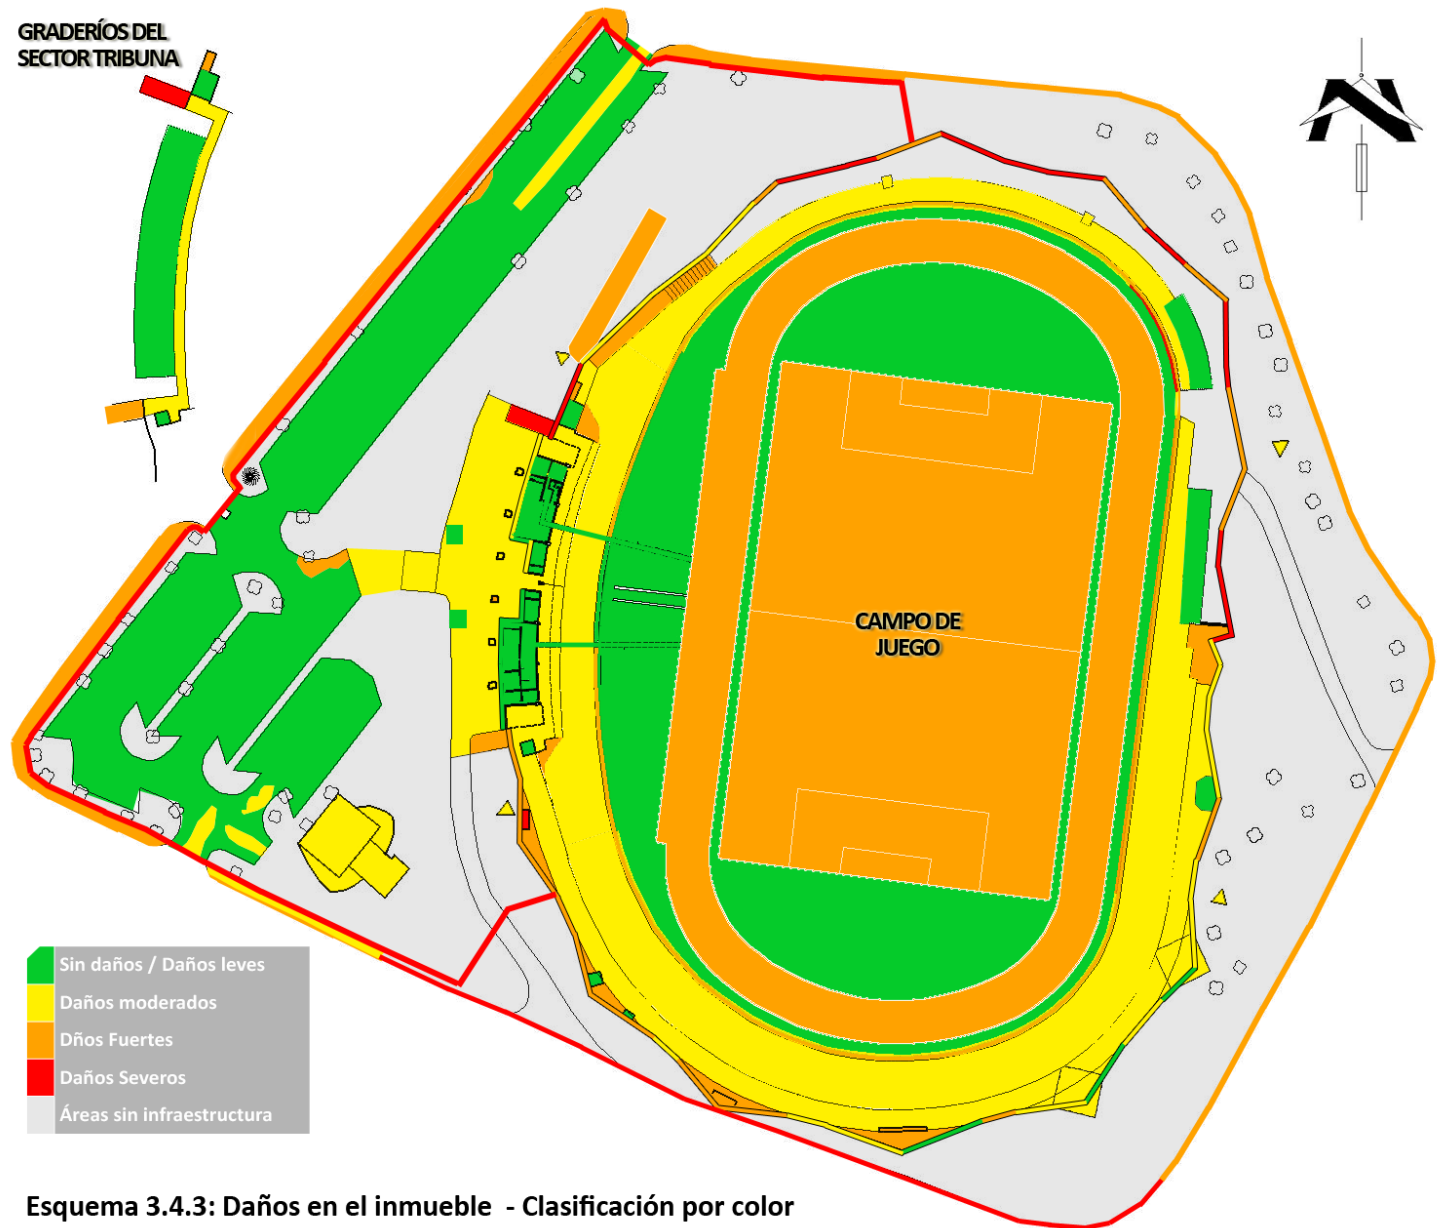 GRADERÍOS DEL
SECTOR TRIBUNA
CAMPO DE
JUEGO
Sin daños / Daños leves
Daños moderados
Dños Fuertes
Daños Severos
Áreas sin infraestructura
Esquema 3.4.3: Daños en el inmueble - Clasificación por color